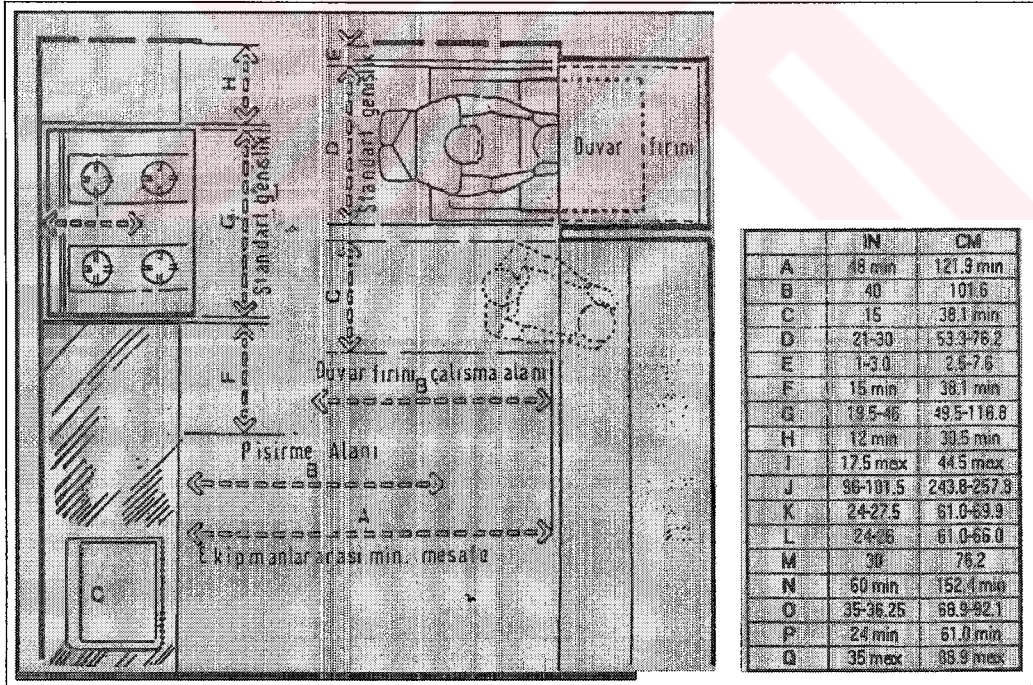 E
H
Standart genişlik
D
Duvar fırını
G
Standart genişlik
I
C
F
Duvar fırını çalışma alanı
B
Pişirme Alanı
B
A
Ekipmanlar arası min. mesafe
C
IN CM
A 48 min 121.9 min
B 40 101.6
C 15 38.1 min
D 21-30 53.3-76.2
E 1-3.0 2.5-7.6
F 15 min 38.1 min
G 19.5-46 49.5-116.8
H 12 min 30.5 min
I 17.5 max 44.5 max
J 96-101.5 243.8-257.8
K 24-27.5 61.0-69.9
L 24-26 61.0-66.0
M 30 76.2
N 60 min 152.4 min
O 35-36.25 88.9-92.1
P 24 min 61.0 min
Q 35 max 88.9 max